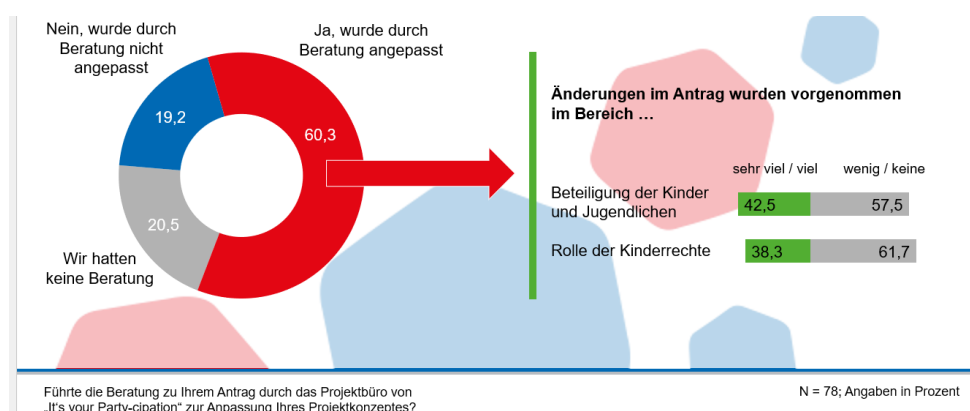 Nein, wurde durch
Beratung nicht
angepasst
Ja, wurde durch
Beratung angepasst
19,2
60,3
20,5
Wir hatten
keine Beratung
Änderungen im Antrag wurden vorgenommen
im Bereich …
sehr viel / viel
wenig / keine
Beteiligung der Kinder
und Jugendlichen
42,5
57,5
Rolle der Kinderrechte
38,3
61,7
Führte die Beratung zu Ihrem Antrag durch das Projektbüro von
„It's your Party-cipation“ zur Anpassung Ihres Projektkonzeptes?
N = 78; Angaben in Prozent